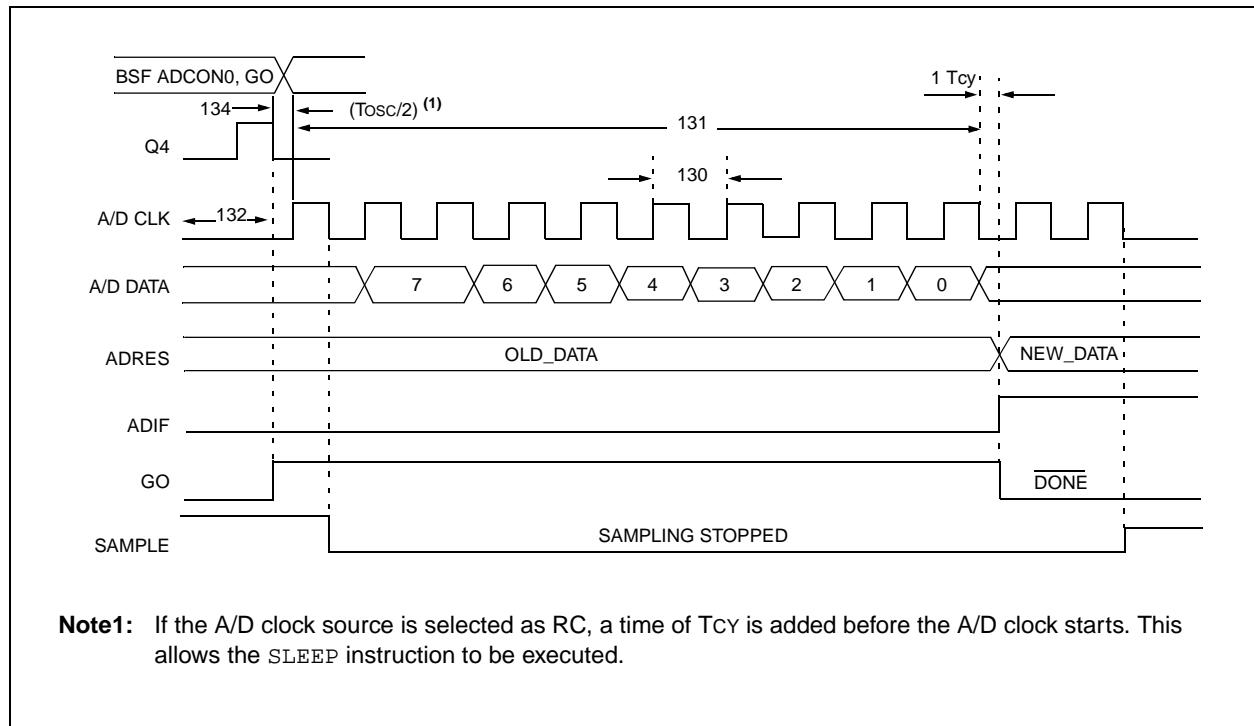 BSF ADCON0, GO
1 Tcy
134
(TOSC/2) (1)
131
Q4
130
A/D CLK
132
A/D DATA
7 6 5 4 3 2 1 0
ADRES
OLD_DATA
NEW_DATA
ADIF
GO
DONE
SAMPLE
SAMPLING STOPPED
Note1: If the A/D clock source is selected as RC, a time of TCY is added before the A/D clock starts. This
allows the SLEEP instruction to be executed.